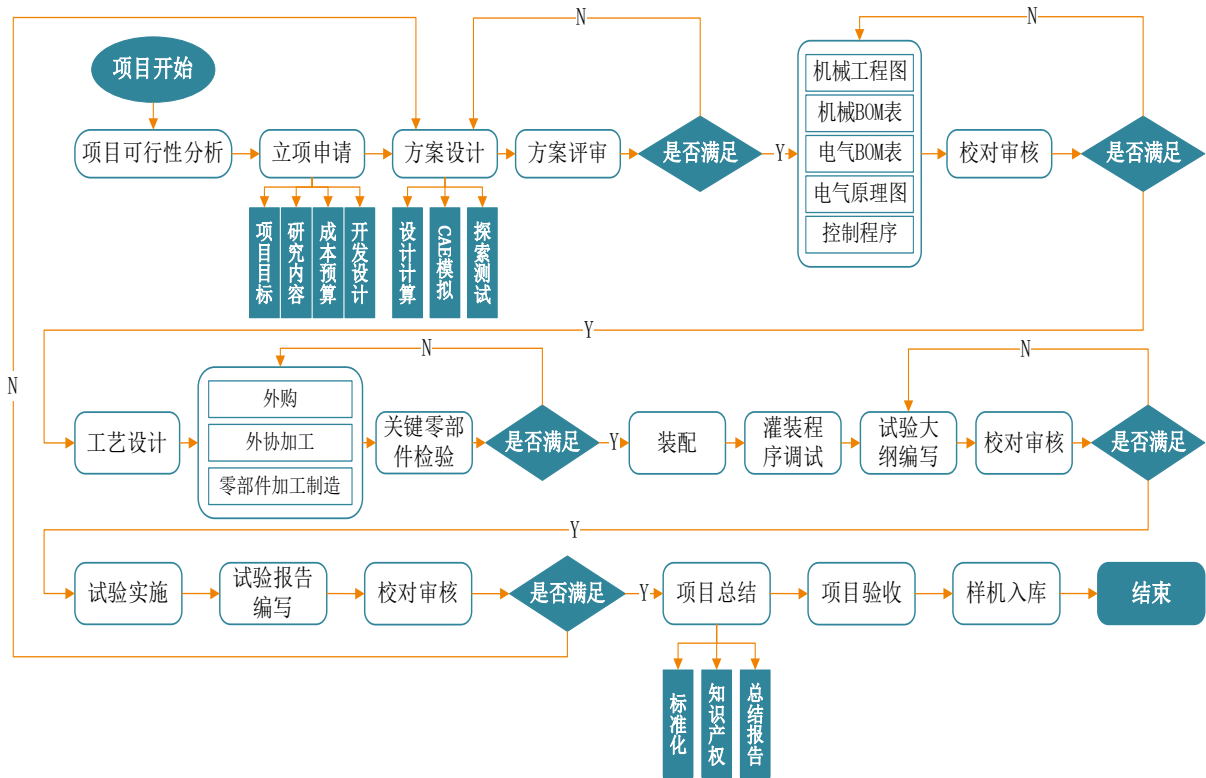 N
N
项目开始
机械工程图
机械BOM表
电气BOM表
电气原理图
控制程序
项目可行性分析
立项申请
方案设计
方案评审
是否满足
Y
校对审核
是否满足
项目目标
研究内容
成本预算
开发设计
设计计算
CAE模拟
探索测试
Y
N
N
N
外购
外协加工
零部件加工制造
工艺设计
关键零部
件检验
是否满足
Y
装配
灌装程
序调试
试验大
纲编写
校对审核
是否满足
Y
试验实施
试验报告
编写
校对审核
是否满足
Y
项目总结
项目验收
样机入库
结束
标准化
知识产权
总结报告